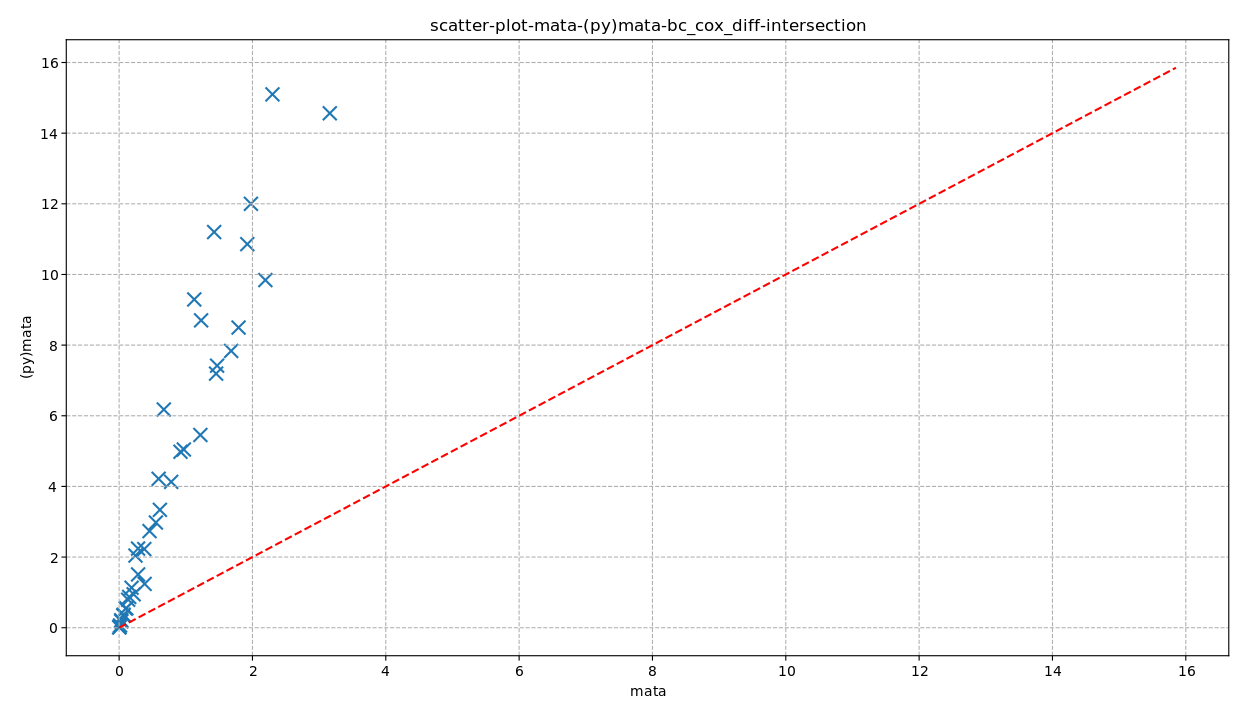 scatter-plot-mata-(py)mata-bc_cox_diff-intersection
16
14
12
10
8
6
4
2
0
(py)mata
0 2 4 6 8 10 12 14 16
mata